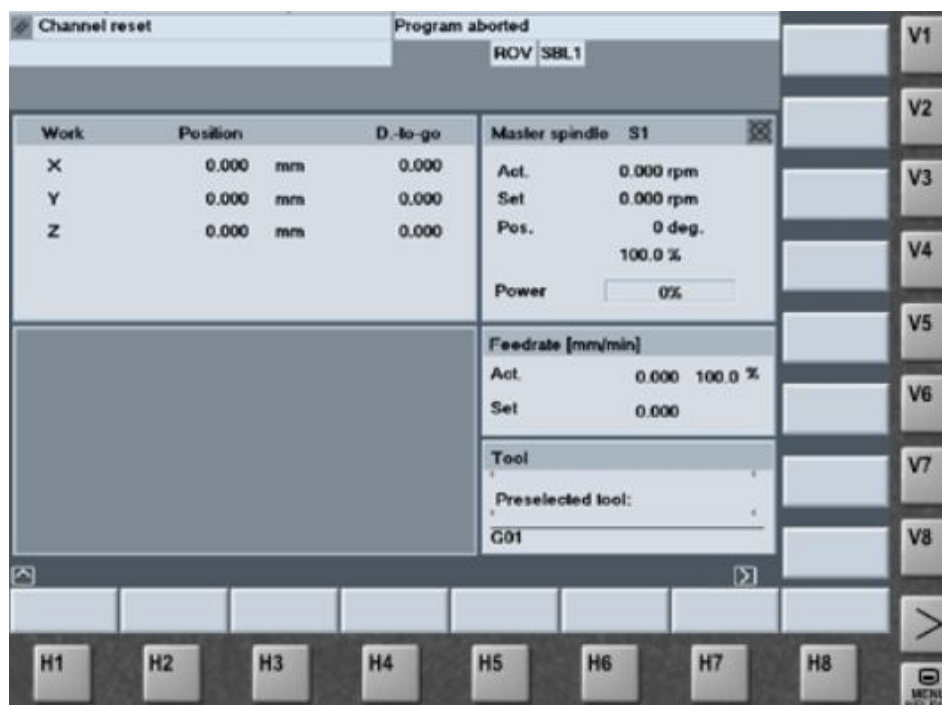 Channel reset Program aborted
ROV SBL1
Work Position D.-to-go
X 0.000 mm 0.000
Y 0.000 mm 0.000
Z 0.000 mm 0.000
Master spindle S1
Act. 0.000 rpm
Set 0.000 rpm
Pos. 0 deg.
100.0 %
Power 0%
Feedrate [mm/min]
Act. 0.000 100.0 %
Set 0.000
Tool
Preselected tool:
G01
V1
V2
V3
V4
V5
V6
V7
V8
H1 H2 H3 H4 H5 H6 H7 H8
>
MENU